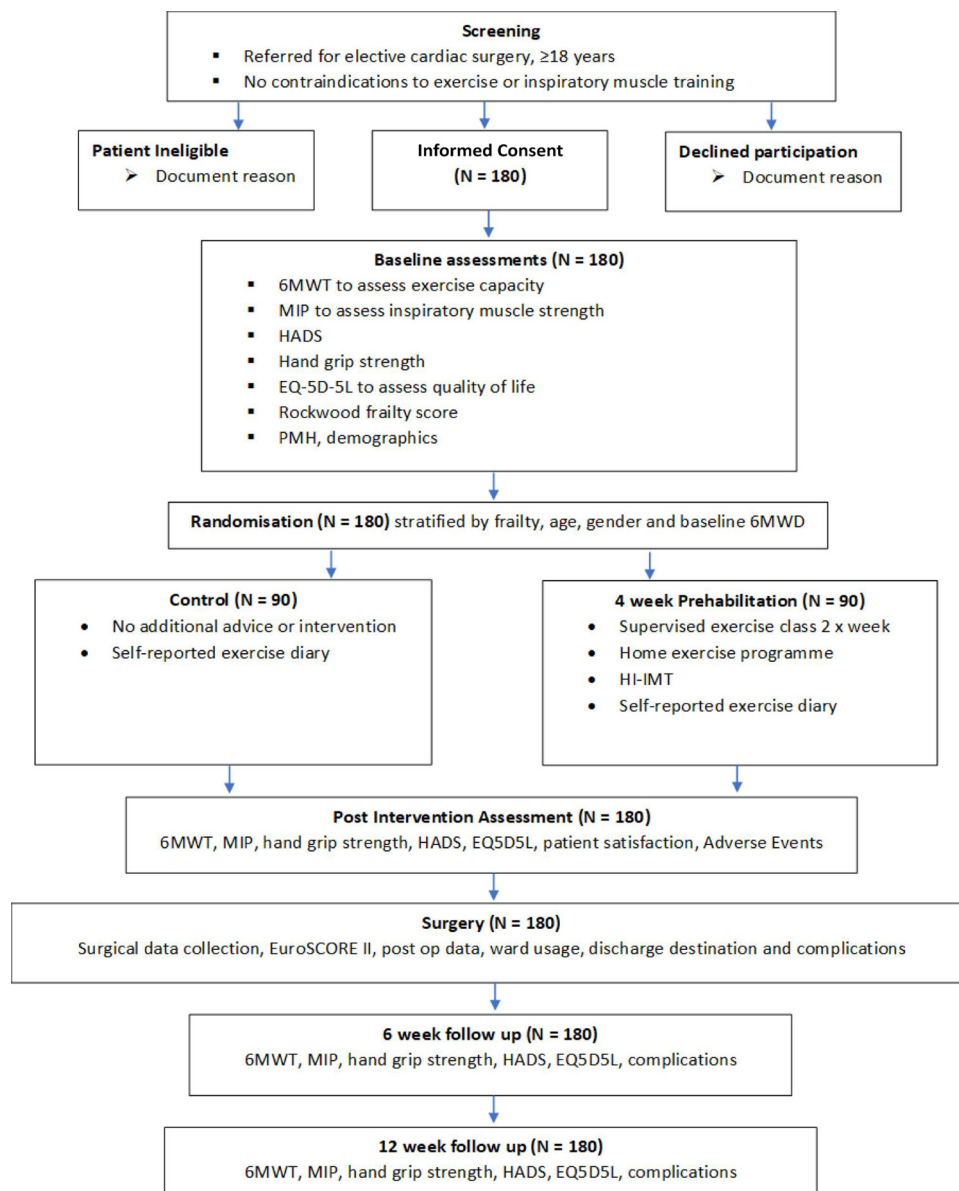 Screening
▪ Referred for elective cardiac surgery, ≥18 years
▪ No contraindications to exercise or inspiratory muscle training
Patient Ineligible
➢ Document reason
Informed Consent
(N = 180)
Declined participation
➢ Document reason
Baseline assessments (N = 180)
▪ 6MWT to assess exercise capacity
▪ MIP to assess inspiratory muscle strength
▪ HADS
▪ Hand grip strength
▪ EQ-5D-5L to assess quality of life
▪ Rockwood frailty score
▪ PMH, demographics
Randomisation (N = 180) stratified by frailty, age, gender and baseline 6MWD
Control (N = 90)
• No additional advice or intervention
• Self-reported exercise diary
4 week Prehabilitation (N = 90)
• Supervised exercise class 2 x week
• Home exercise programme
• HI-IMT
• Self-reported exercise diary
Post Intervention Assessment (N = 180)
6MWT, MIP, hand grip strength, HADS, EQ5D5L, patient satisfaction, Adverse Events
Surgery (N = 180)
Surgical data collection, EuroSCORE II, post op data, ward usage, discharge destination and complications
6 week follow up (N = 180)
6MWT, MIP, hand grip strength, HADS, EQ5D5L, complications
12 week follow up (N = 180)
6MWT, MIP, hand grip strength, HADS, EQ5D5L, complications